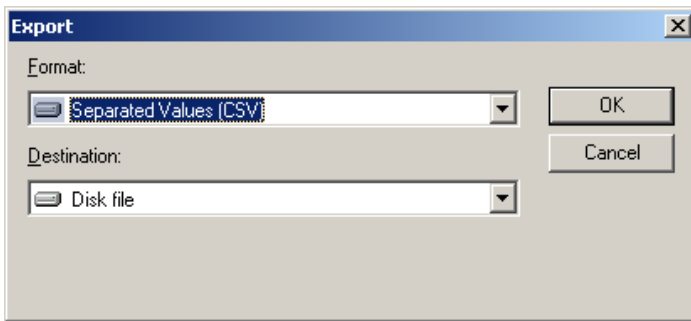 Export
Format:
Separated Values (CSV)
OK
Destination:
Cancel
Disk file